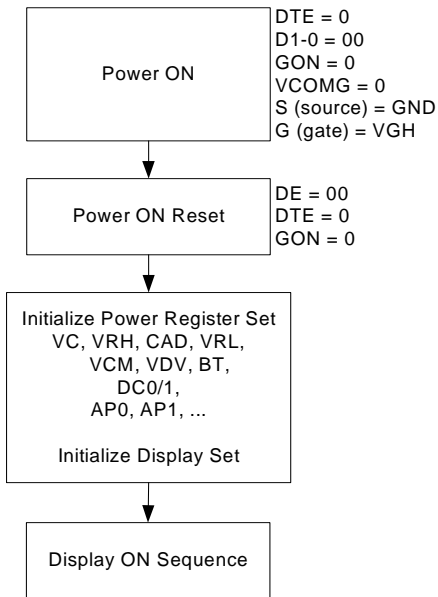 Power ON
DTE = 0
D1-0 = 00
GON = 0
VCOMG = 0
S (source) = GND
G (gate) = VGH
Power ON Reset
DE = 00
DTE = 0
GON = 0
Initialize Power Register Set
VC, VRH, CAD, VRL,
VCM, VDV, BT,
DC0/1,
AP0, AP1, ...
Initialize Display Set
Display ON Sequence